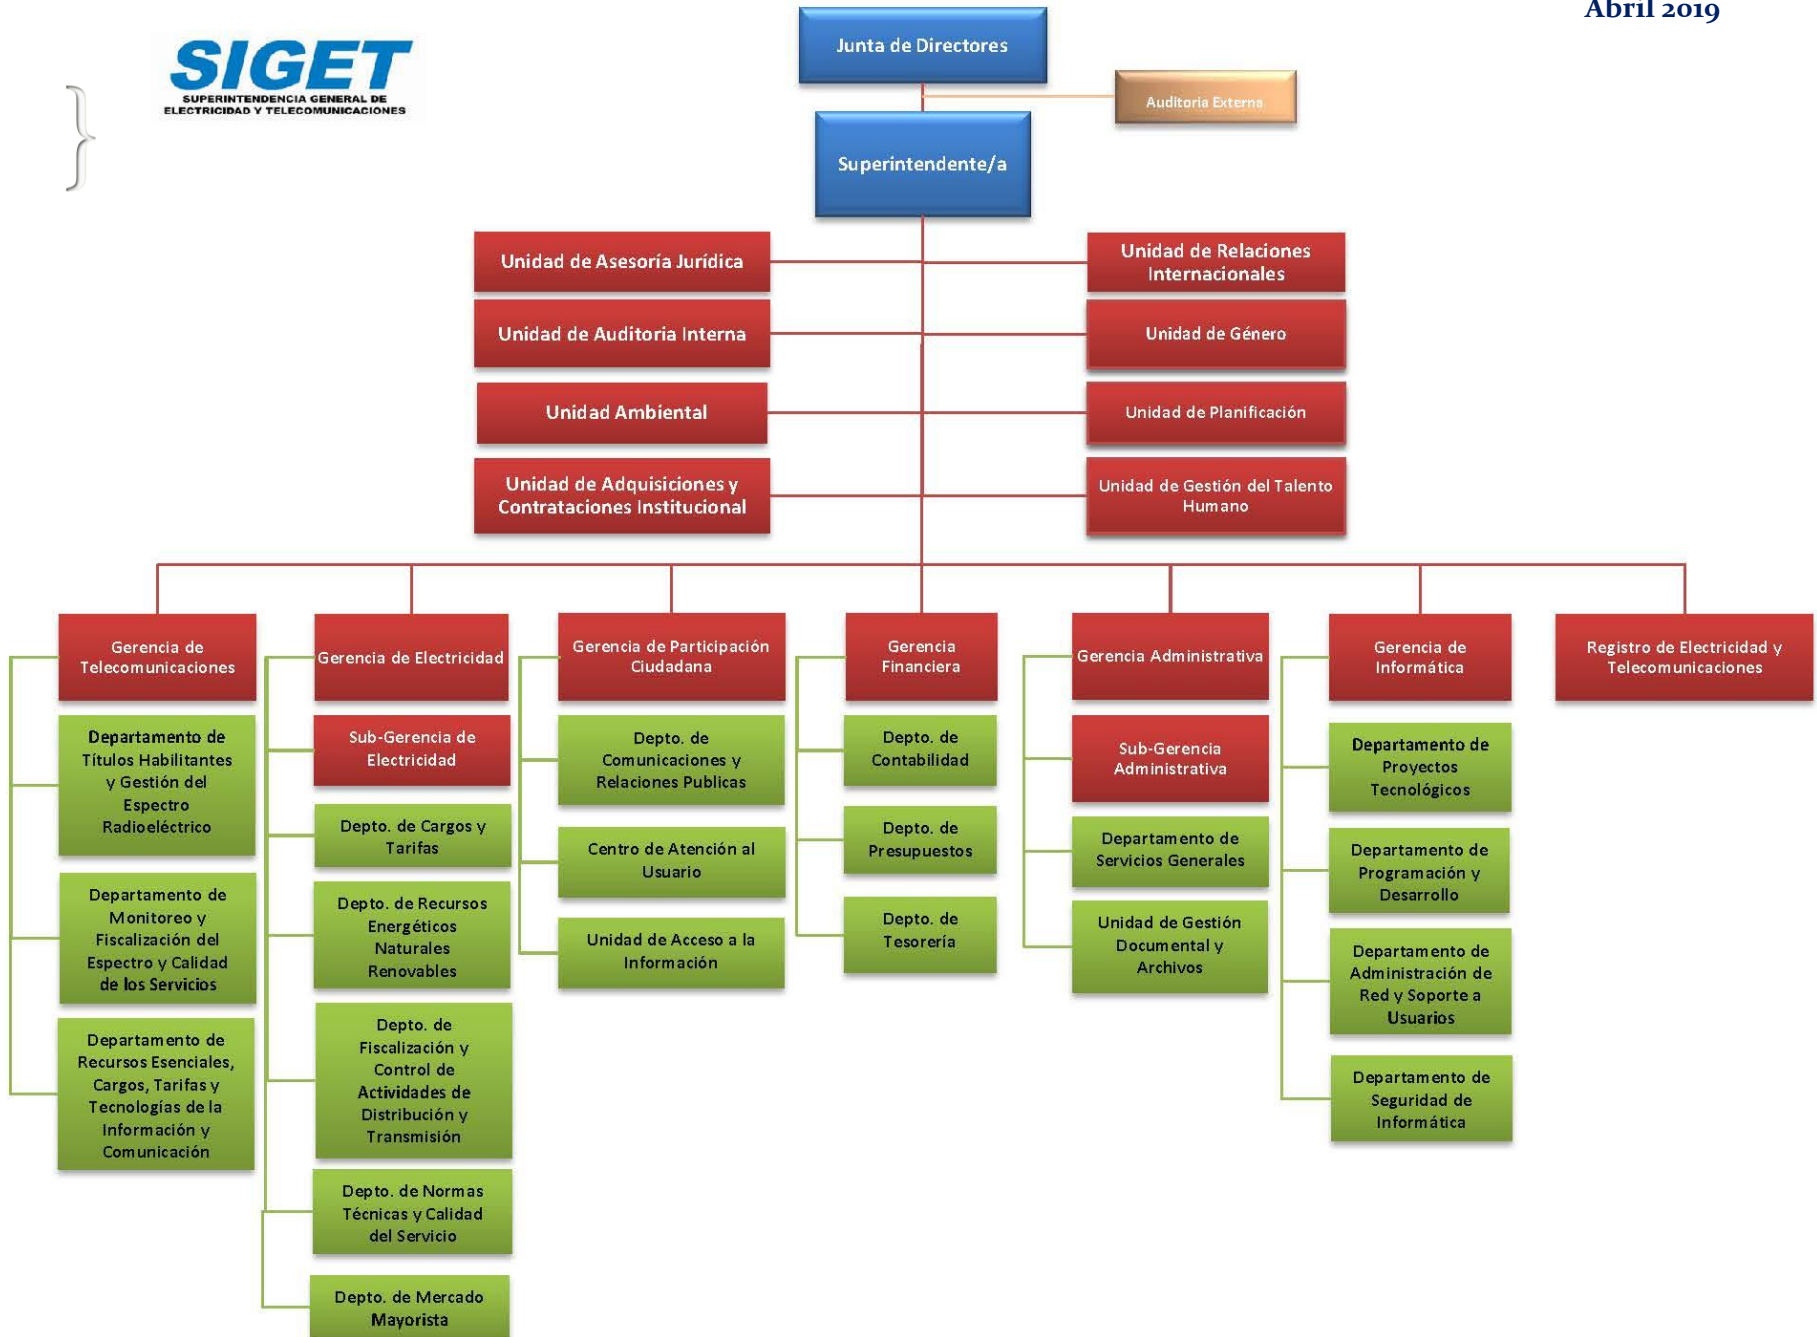 Abril 2019
SIGET
SUPERINTENDENCIA GENERAL DE
ELECTRICIDAD Y TELECOMUNICACIONES
Junta de Directores
Auditoria Externa
Superintendente/a
Unidad de Asesoría Jurídica
Unidad de Relaciones
Internacionales
Unidad de Auditoria Interna
Unidad de Género
Unidad Ambiental
Unidad de Planificación
Unidad de Adquisiciones y
Contrataciones Institucional
Unidad de Gestión del Talento
Humano
Gerencia de
Telecomunicaciones
Departamento de
Títulos Habilitantes
y Gestión del
Espectro
Radioeléctrico
Departamento de
Monitoreo y
Fiscalización del
Espectro y Calidad
de los Servicios
Departamento de
Recursos Esenciales,
Cargos, Tarifas y
Tecnologías de la
Información y
Comunicación
Gerencia de Electricidad
Sub-Gerencia de
Electricidad
Depto. de Cargos y
Tarifas
Depto. de Recursos
Energéticos
Naturales
Renovables
Depto. de
Fiscalización y
Control de
Actividades de
Distribución y
Transmisión
Depto. de Normas
Técnicas y Calidad
del Servicio
Depto. de Mercado
Mayorista
Gerencia de Participación
Ciudadana
Depto. de
Comunicaciones y
Relaciones Publicas
Centro de Atención al
Usuario
Unidad de Acceso a la
Información
Gerencia
Financiera
Depto. de
Contabilidad
Depto. de
Presupuestos
Depto. de
Tesorería
Gerencia Administrativa
Sub-Gerencia
Administrativa
Departamento de
Servicios Generales
Unidad de Gestión
Documental y
Archivos
Gerencia de
Informática
Departamento de
Proyectos
Tecnológicos
Departamento de
Programación y
Desarrollo
Departamento de
Administración de
Red y Soporte a
Usuarios
Departamento de
Seguridad de
Informática
Registro de Electricidad y
Telecomunicaciones